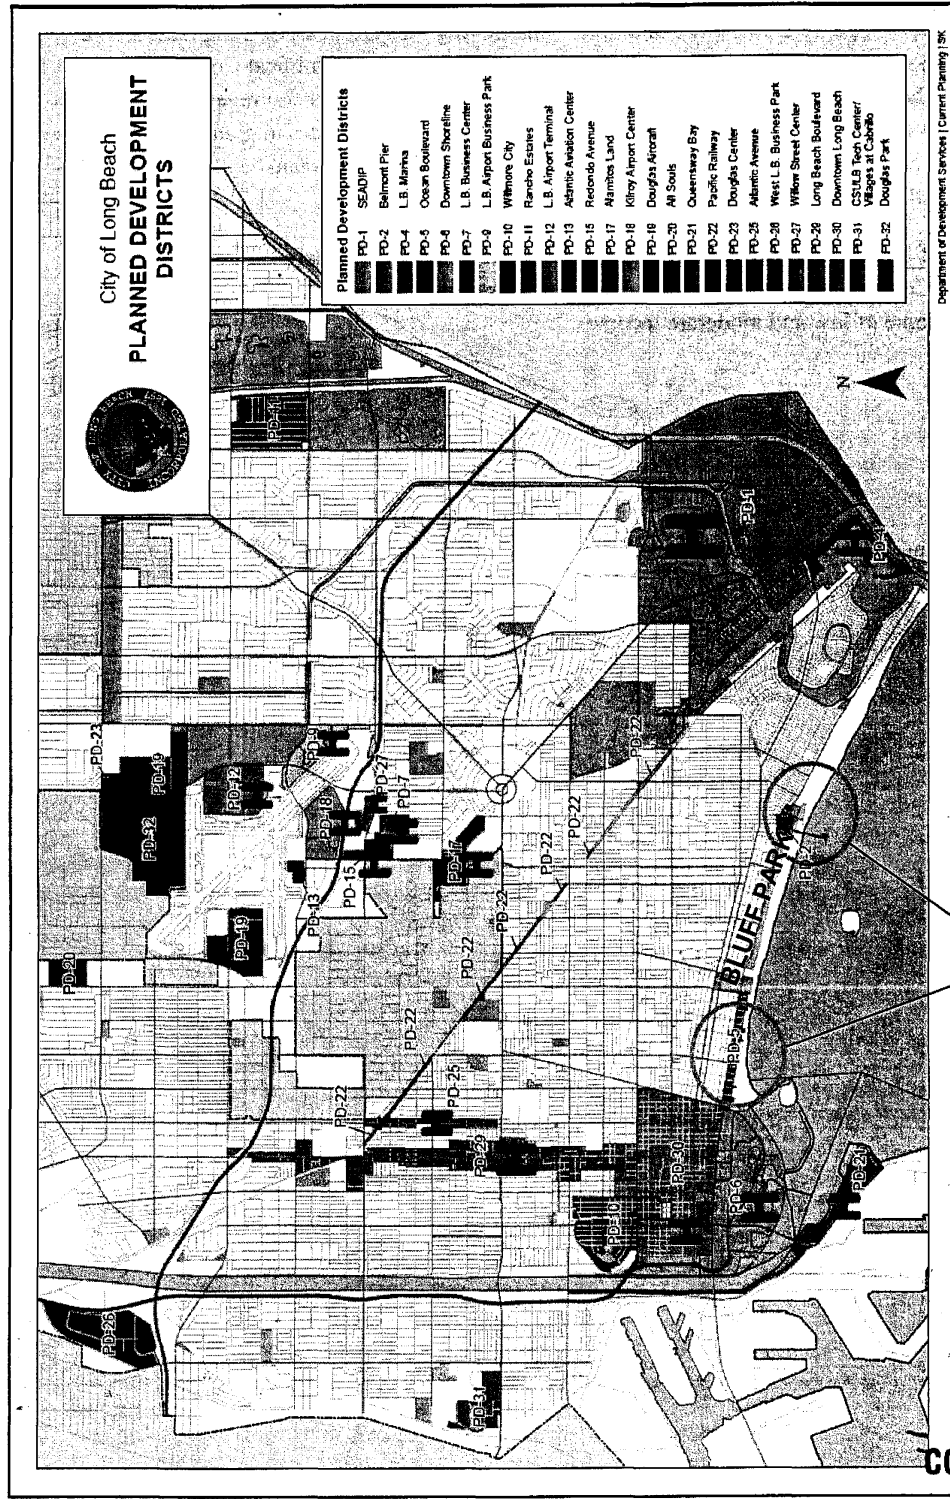 City of Long Beach
PLANNED DEVELOPMENT
DISTRICTS
Planned Development Districts
PD-1 SEADIP
PD-2 Belmont Pier
PD-4 L.B. Marina
PD-5 Ocean Boulevard
PD-6 Downtown Shoreline
PD-7 L.B. Business Center
PD-9 L.B. Airport Business Park
PD-10 Willmore City
PD-11 Rancho Estates
PD-12 L.B. Airport Terminal
PD-13 Atlantic Aviation Center
PD-15 Redondo Avenue
PD-17 Alamitos Land
PD-18 Kilroy Airport Center
PD-19 Douglas Aircraft
PD-20 All Souls
PD-21 Queensway Bay
PD-22 Pacific Railway
PD-23 Douglas Center
PD-25 Atlantic Avenue
PD-26 West L.B. Business Park
PD-27 Willow Street Center
PD-29 Long Beach Boulevard
PD-30 Downtown Long Beach
PD-31 CSULB Tech Center/
Villages at Cabrillo
PD-32 Douglas Park
Department of Development Services | Current Planning | SK
N
PD-26
PD-20
PD-32
PD-19
PD-23
PD-19
PD-12
PD-11
PD-13
PD-18
PD-9
PD-15
PD-27
PD-7
PD-22
PD-22
PD-25
PD-17
PD-31
PD-29
PD-22
PD-22
PD-22
PD-22
PD-22
PD-10
PD-30
PD-1
PD-6
PD-5
BLUFF PARK
PD-2
PD-21